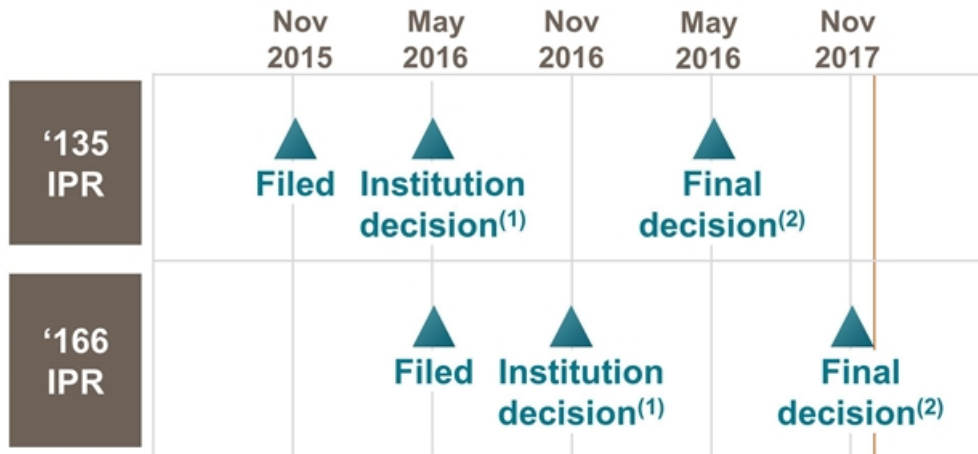 Nov May Nov May Nov
2015 2016 2016 2016 2017
‘135
IPR
Filed Institution Final
decision(1) decision(2)
‘166
IPR
Filed Institution Final
decision(1) decision(2)